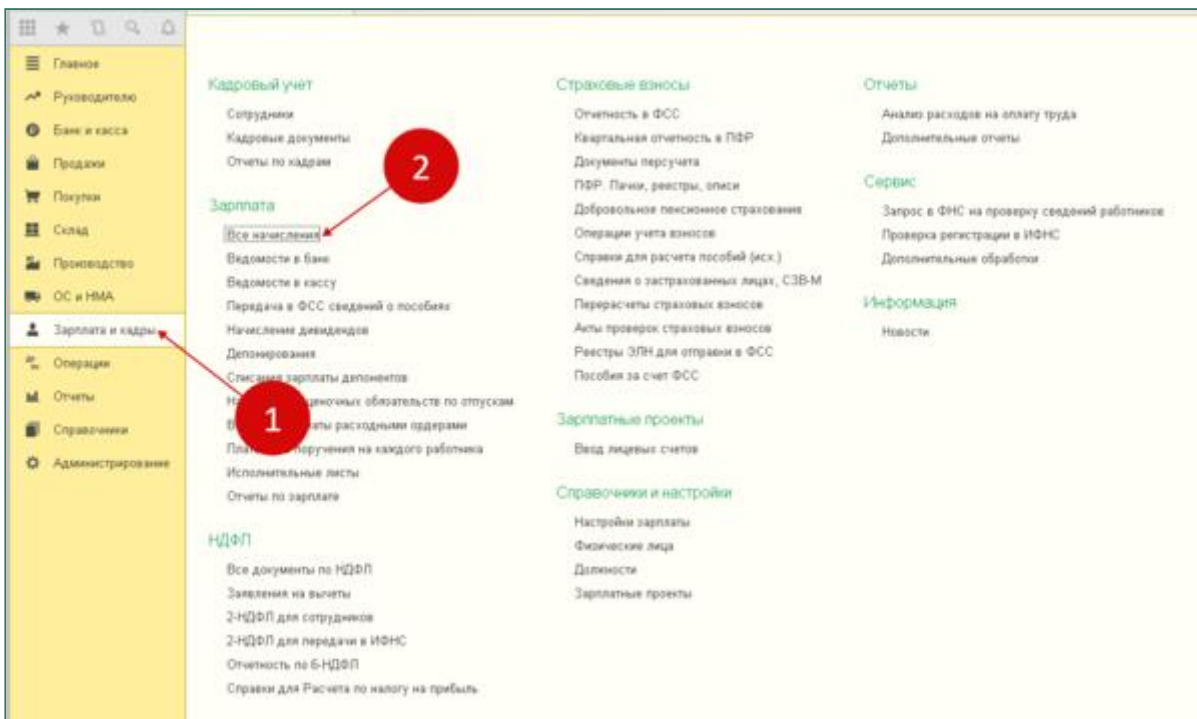 Главное
Руководителю
Банк и касса
Продажи
Покупки
Склад
Производство
ОС и НМА
Зарплата и кадры
Операции
Отчеты
Справочники
Администрирование
Кадровый учет
Сотрудники
Кадровые документы
Отчеты по кадрам
Зарплата
Все начисления
Ведомости в банк
Ведомости в кассу
Передача в ФСС сведений о пособиях
Начисление дивидендов
Депонирования
Списания зарплаты депонентов
обязательств по отпускам
расходными ордерами
поручения на каждого работника
Исполнительные листы
Отчеты по зарплате
НДФЛ
Все документы по НДФЛ
Заявления на вычеты
2-НДФЛ для сотрудников
2-НДФЛ для передачи в ИФНС
Отчетность по 6-НДФЛ
Справки для Расчета по налогу на прибыль
Страховые взносы
Отчетность в ФСС
Квартальная отчетность в ПФР
Документы персучета
ПФР. Пачки, реестры, описи
Добровольное пенсионное страхование
Операции учета взносов
Справки для расчета пособий (исх.)
Сведения о застрахованных лицах, СЗВ-М
Перерасчеты страховых взносов
Акты проверок страховых взносов
Реестры ЭЛН для отправки в ФСС
Пособия за счет ФСС
Зарплатные проекты
Ввод лицевых счетов
Справочники и настройки
Настройки зарплаты
Физические лица
Должности
Зарплатные проекты
Отчеты
Анализ расходов на оплату труда
Дополнительные отчеты
Сервис
Запрос в ФНС на проверку сведений работников
Проверка регистрации в ИФНС
Дополнительные обработки
Информация
Новости
1
2